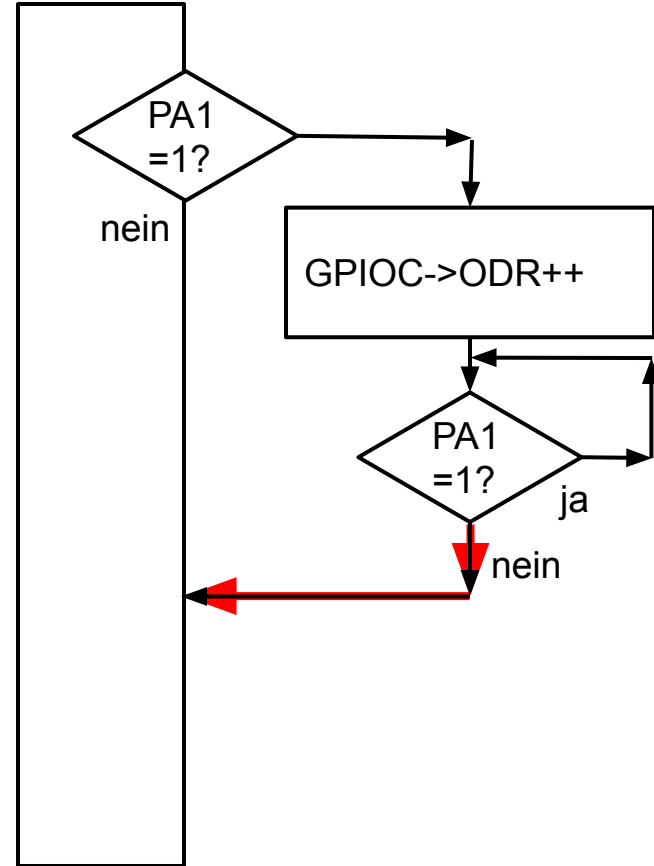 PA1
=1?
nein
GPIOC->ODR++
PA1
=1?
ja
nein